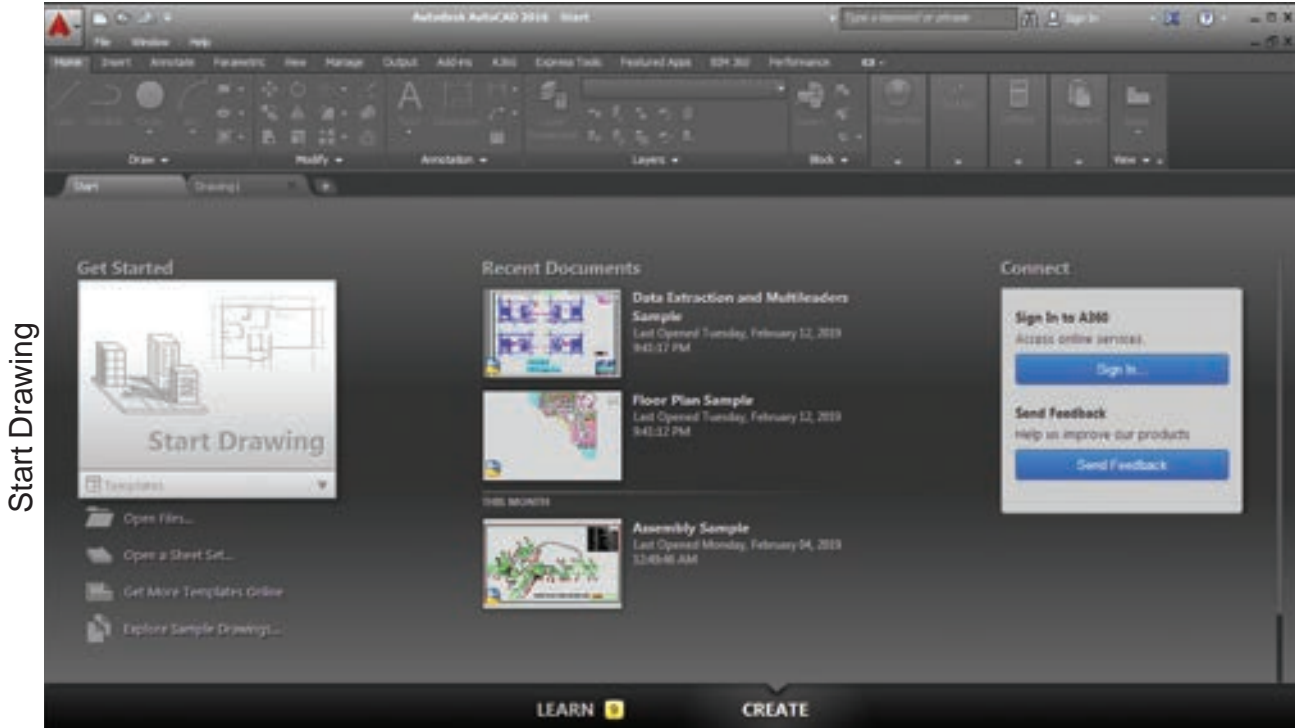 Start Drawing
Autodesk AutoCAD 2016 Start
Type a keyword or phrase
Sign In
File Window Help
Home Insert Annotate Parametric View Manage Output Add-ins A360 Express Tools Featured Apps BIM 360 Performance
Draw Modify Annotation Layers Block View
Start Drawing1
Get Started
Start Drawing
Templates
Open Files...
Open a Sheet Set...
Get More Templates Online
Explore Sample Drawings...
Recent Documents
Data Extraction and Multileaders
Sample
Last Opened Tuesday, February 12, 2019
9:41:17 PM
Floor Plan Sample
Last Opened Tuesday, February 12, 2019
9:41:12 PM
THIS MONTH
Assembly Sample
Last Opened Monday, February 04, 2019
12:49:46 AM
Connect
Sign In to A360
Access online services.
Sign In...
Send Feedback
Help us improve our products
Send Feedback
LEARN 9 CREATE